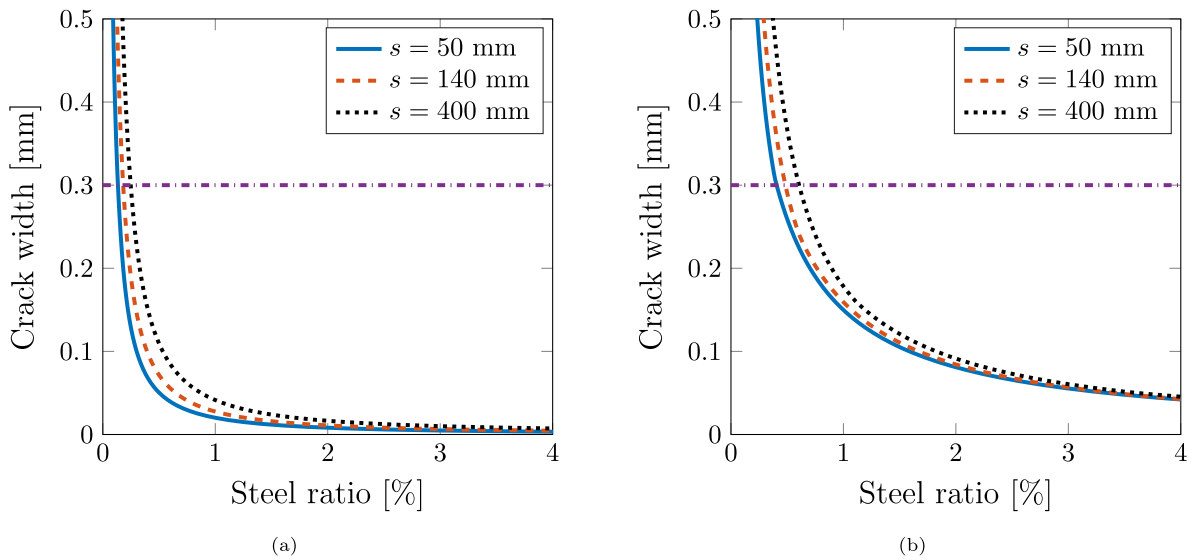 0.5
0.4
0.3
0.2
0.1
0
Crack width [mm]
s = 50 mm
s = 140 mm
s = 400 mm
0 1 2 3 4
Steel ratio [%]
(a)
0.5
0.4
0.3
0.2
0.1
0
Crack width [mm]
s = 50 mm
s = 140 mm
s = 400 mm
0 1 2 3 4
Steel ratio [%]
(b)